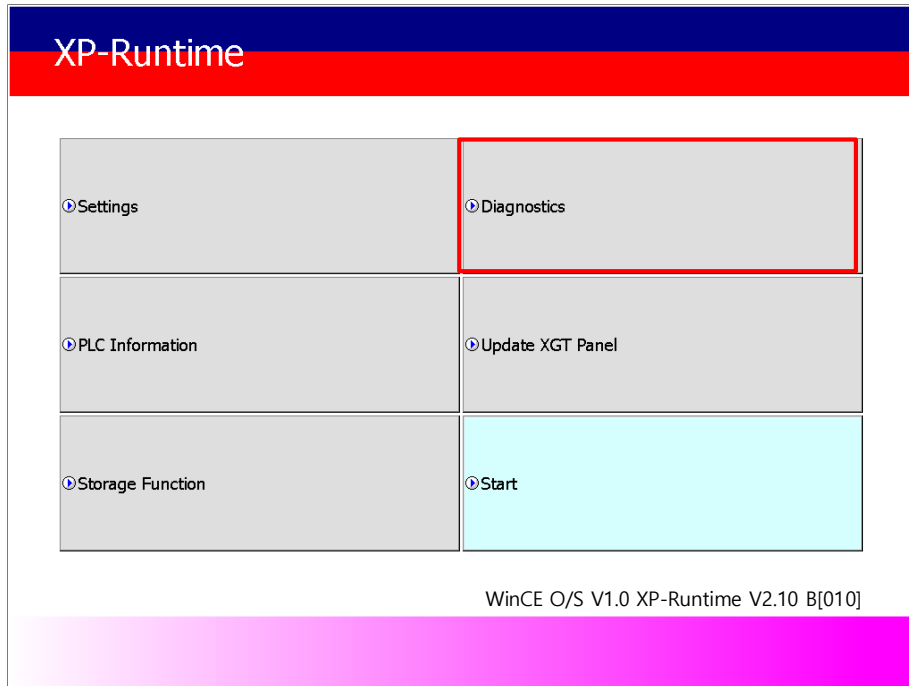 XP-Runtime
Settings
Diagnostics
PLC Information
Update XGT Panel
Storage Function
Start
WinCE O/S V1.0 XP-Runtime V2.10 B[010]